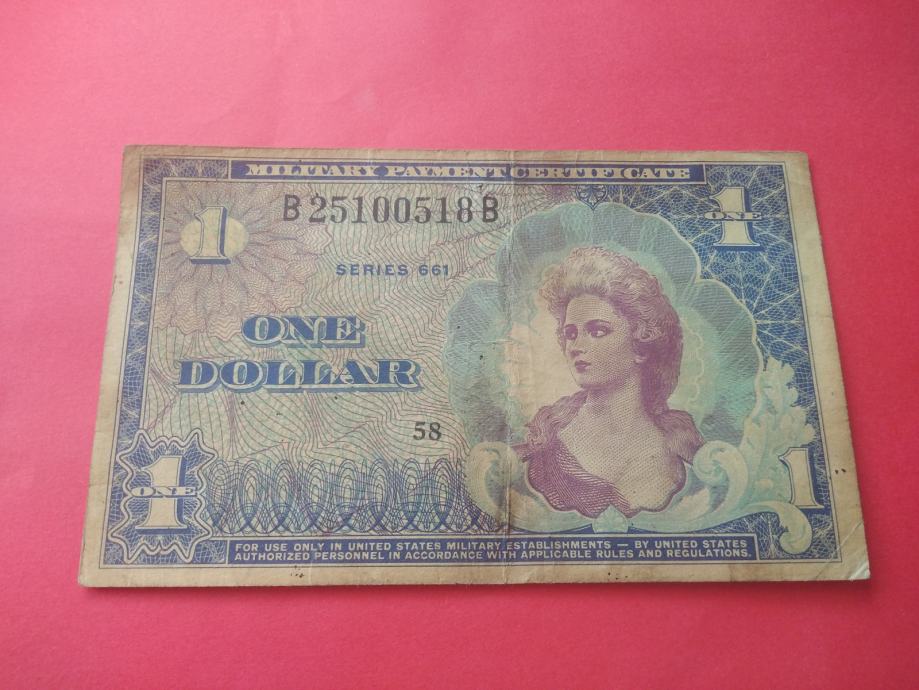 MILITARY PAYMENT CERTIFICATE
B25100518B
1
ONE
1
SERIES 661
ONE
DOLLAR
58
ONE
1
1
FOR USE ONLY IN UNITED STATES MILITARY ESTABLISHMENTS — BY UNITED STATES
AUTHORIZED PERSONNEL IN ACCORDANCE WITH APPLICABLE RULES AND REGULATIONS.